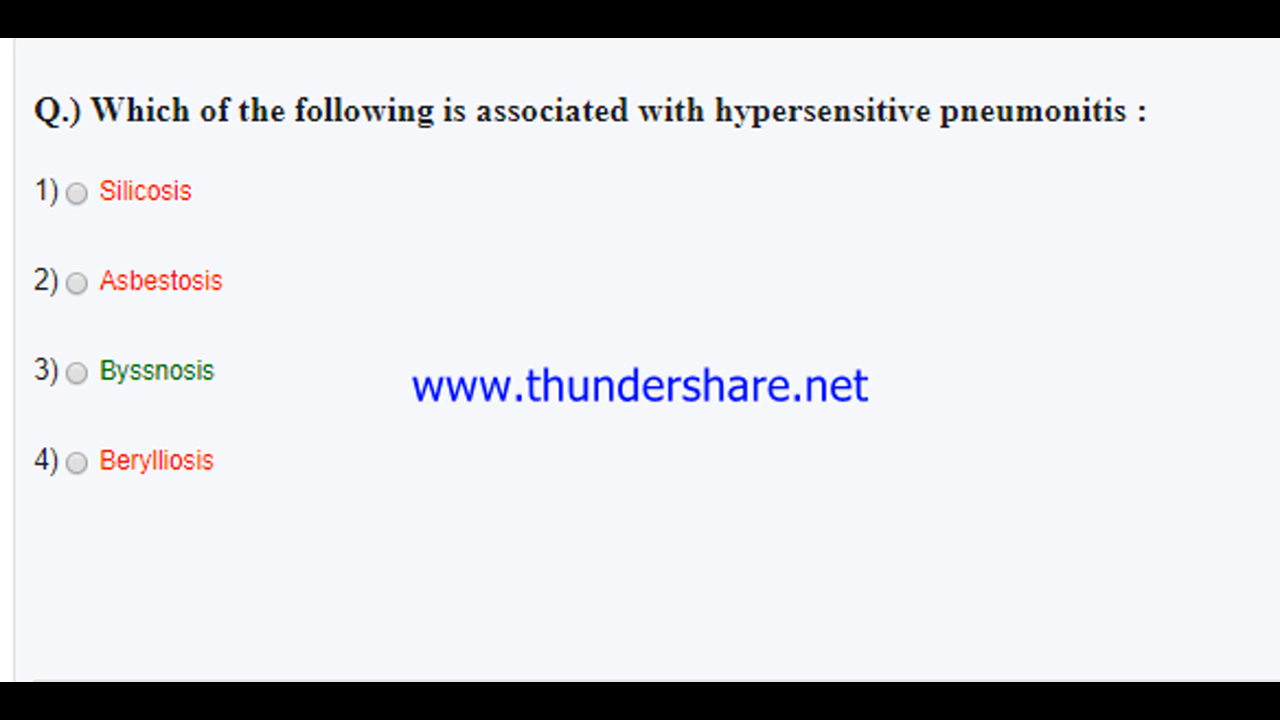 Q.) Which of the following is associated with hypersensitive pneumonitis :
1) Silicosis
2) Asbestosis
3) Byssnosis
www.thundershare.net
4) Berylliosis